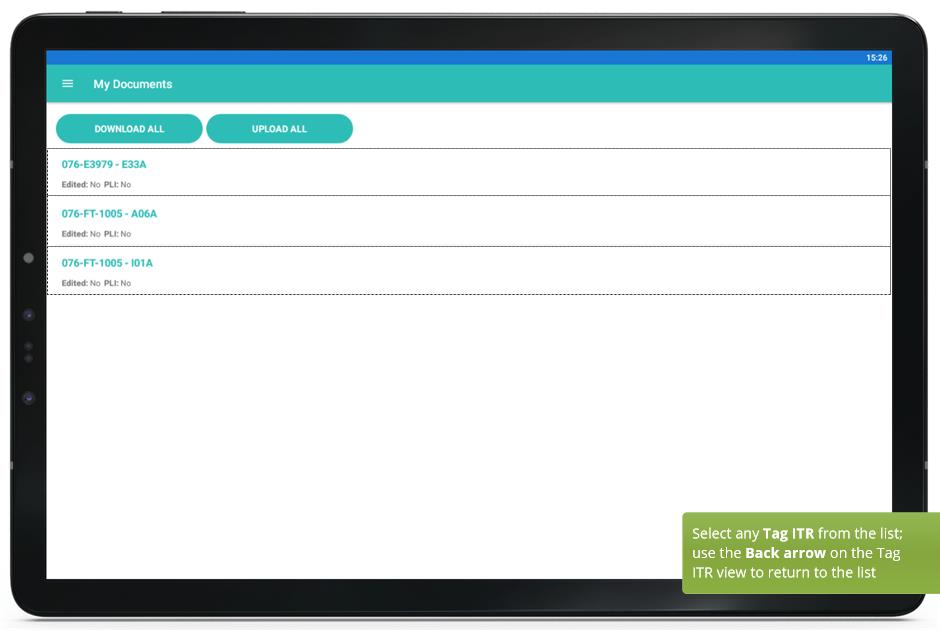 15:26
My Documents
DOWNLOAD ALL UPLOAD ALL
076-E3979 - E33A
Edited: No PLI: No
076-FT-1005 - A06A
Edited: No PLI: No
076-FT-1005 - I01A
Edited: No PLI: No
Select any Tag ITR from the list;
use the Back arrow on the Tag
ITR view to return to the list